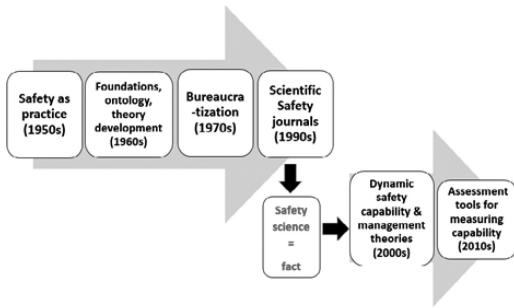 Safety as
practice
(1950s)
Foundations,
ontology,
theory
development
(1960s)
Bureaucra
-tization
(1970s)
Scientific
Safety
journals
(1990s)
Safety
science
=
fact
Dynamic
safety
capability &
management
theories
(2000s)
Assessment
tools for
measuring
capability
(2010s)